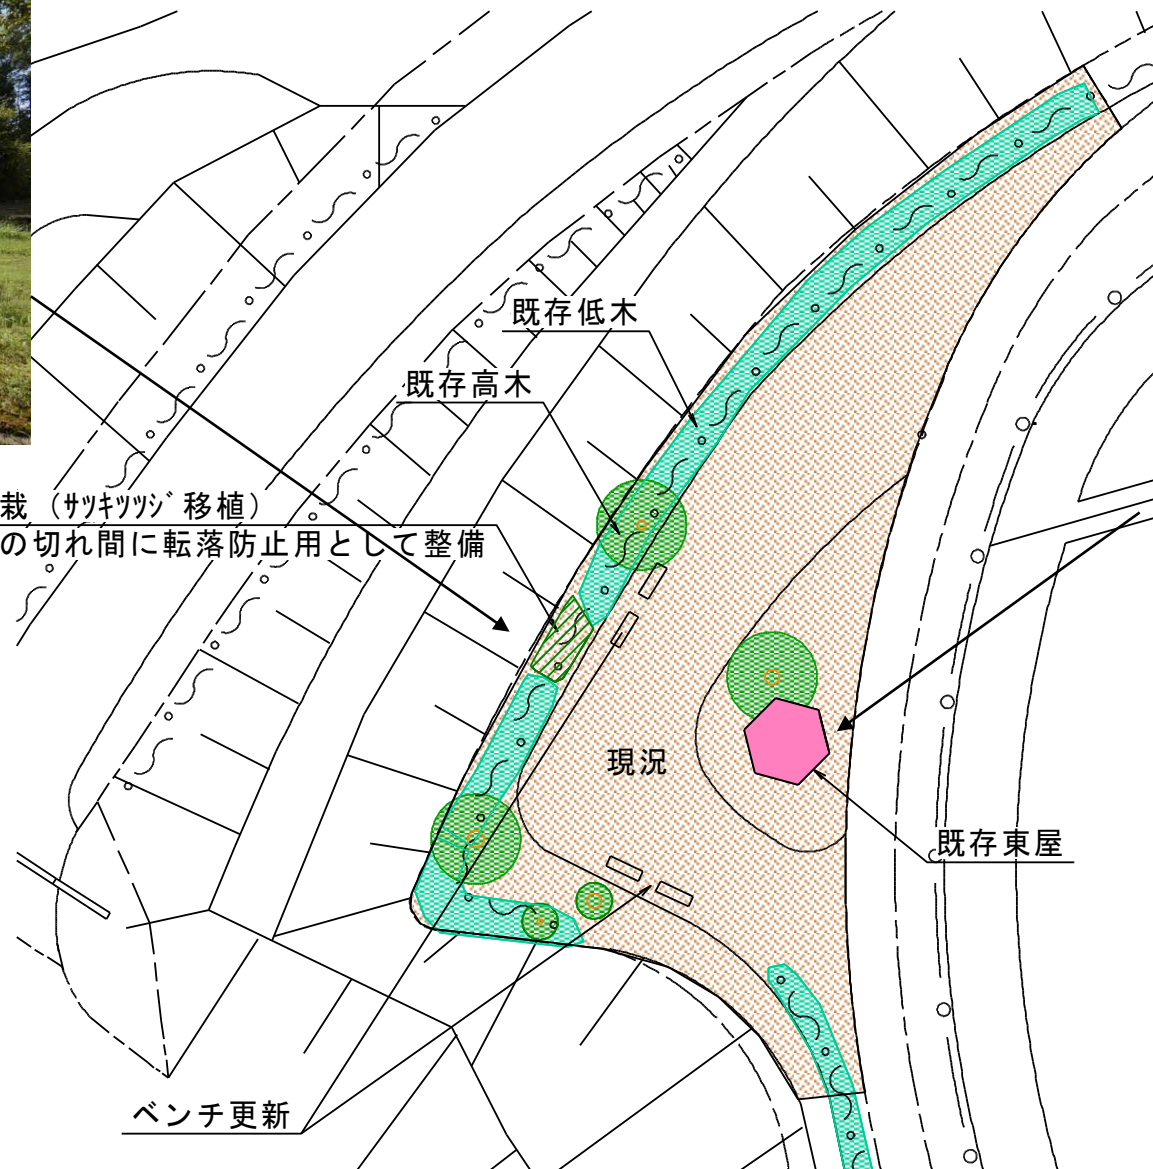 既存低木
既存高木
栽（ｻﾂｷﾂﾂｼﾞ移植）
の切れ間に転落防止用として整備
現況
既存東屋
ベンチ更新